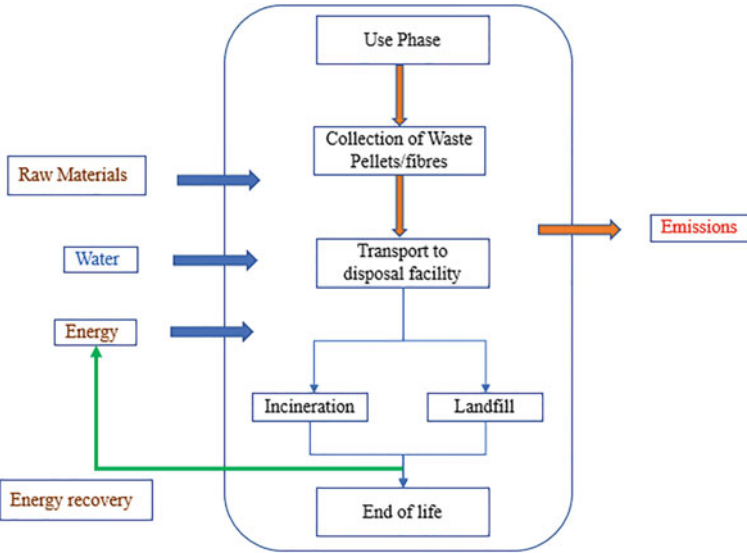 Use Phase
Collection of Waste
Pellets/fibres
Raw Materials
Emissions
Water
Transport to
disposal facility
Energy
Incineration
Landfill
Energy recovery
End of life